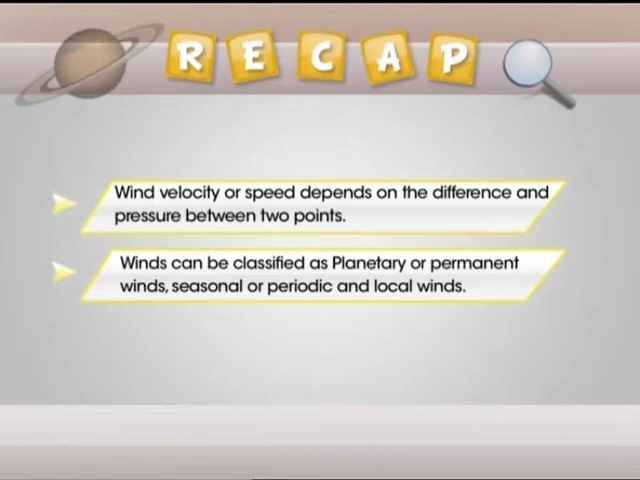 RECAP
Wind velocity or speed depends on the difference and
pressure between two points.
Winds can be classified as Planetary or permanent
winds, seasonal or periodic and local winds.